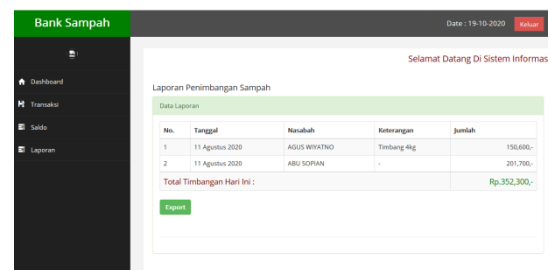 Bank Sampah
Date : 19-10-2020 Keluar
Selamat Datang Di Sistem Informas
Dashboard
Transaksi
Saldo
Laporan
Laporan Penimbangan Sampah
Data Laporan
No. Tanggal Nasabah Keterangan Jumlah
1 11 Agustus 2020 AGUS WIYATNO Timbang 4kg 150,600,-
2 11 Agustus 2020 ABU SOPIAN - 201,700,-
Total Timbangan Hari Ini : Rp.352,300,-
Export